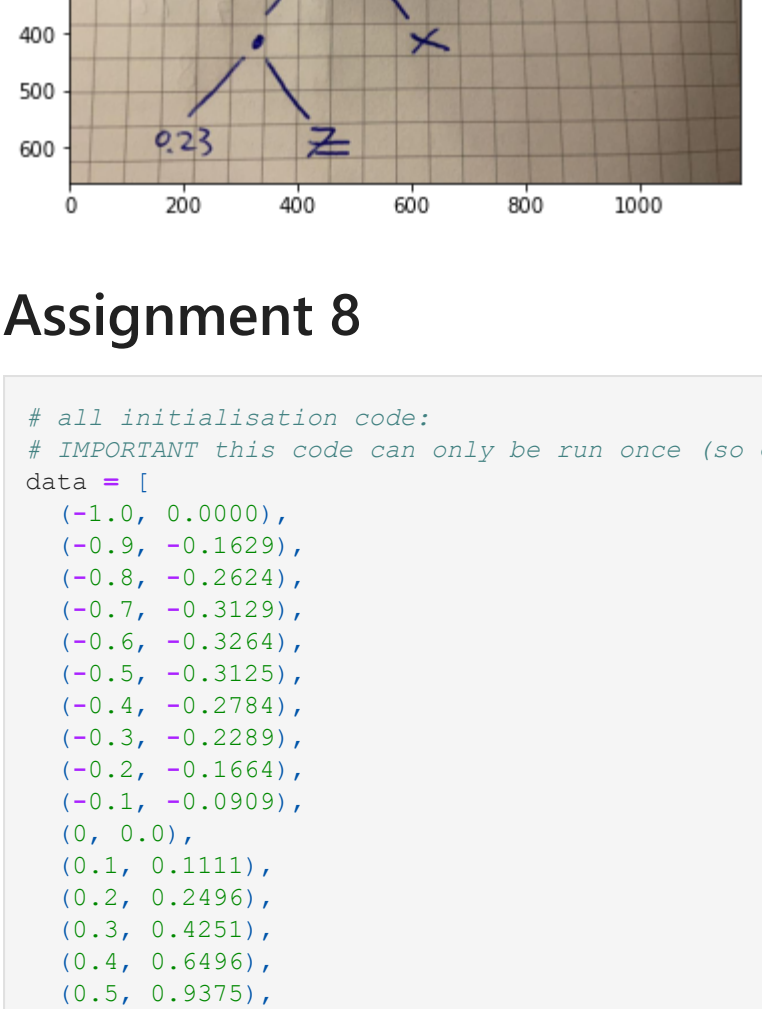 400
X
500
0.23 Z
600
0 200 400 600 800 1000
Assignment 8
# all initialisation code:
# IMPORTANT this code can only be run once (so
data = [
(-1.0, 0.0000),
(-0.9, -0.1629),
(-0.8, -0.2624),
(-0.7, -0.3129),
(-0.6, -0.3264),
(-0.5, -0.3125),
(-0.4, -0.2784),
(-0.3, -0.2289),
(-0.2, -0.1664),
(-0.1, -0.0909),
(0, 0.0),
(0.1, 0.1111),
(0.2, 0.2496),
(0.3, 0.4251),
(0.4, 0.6496),
(0.5, 0.9375),